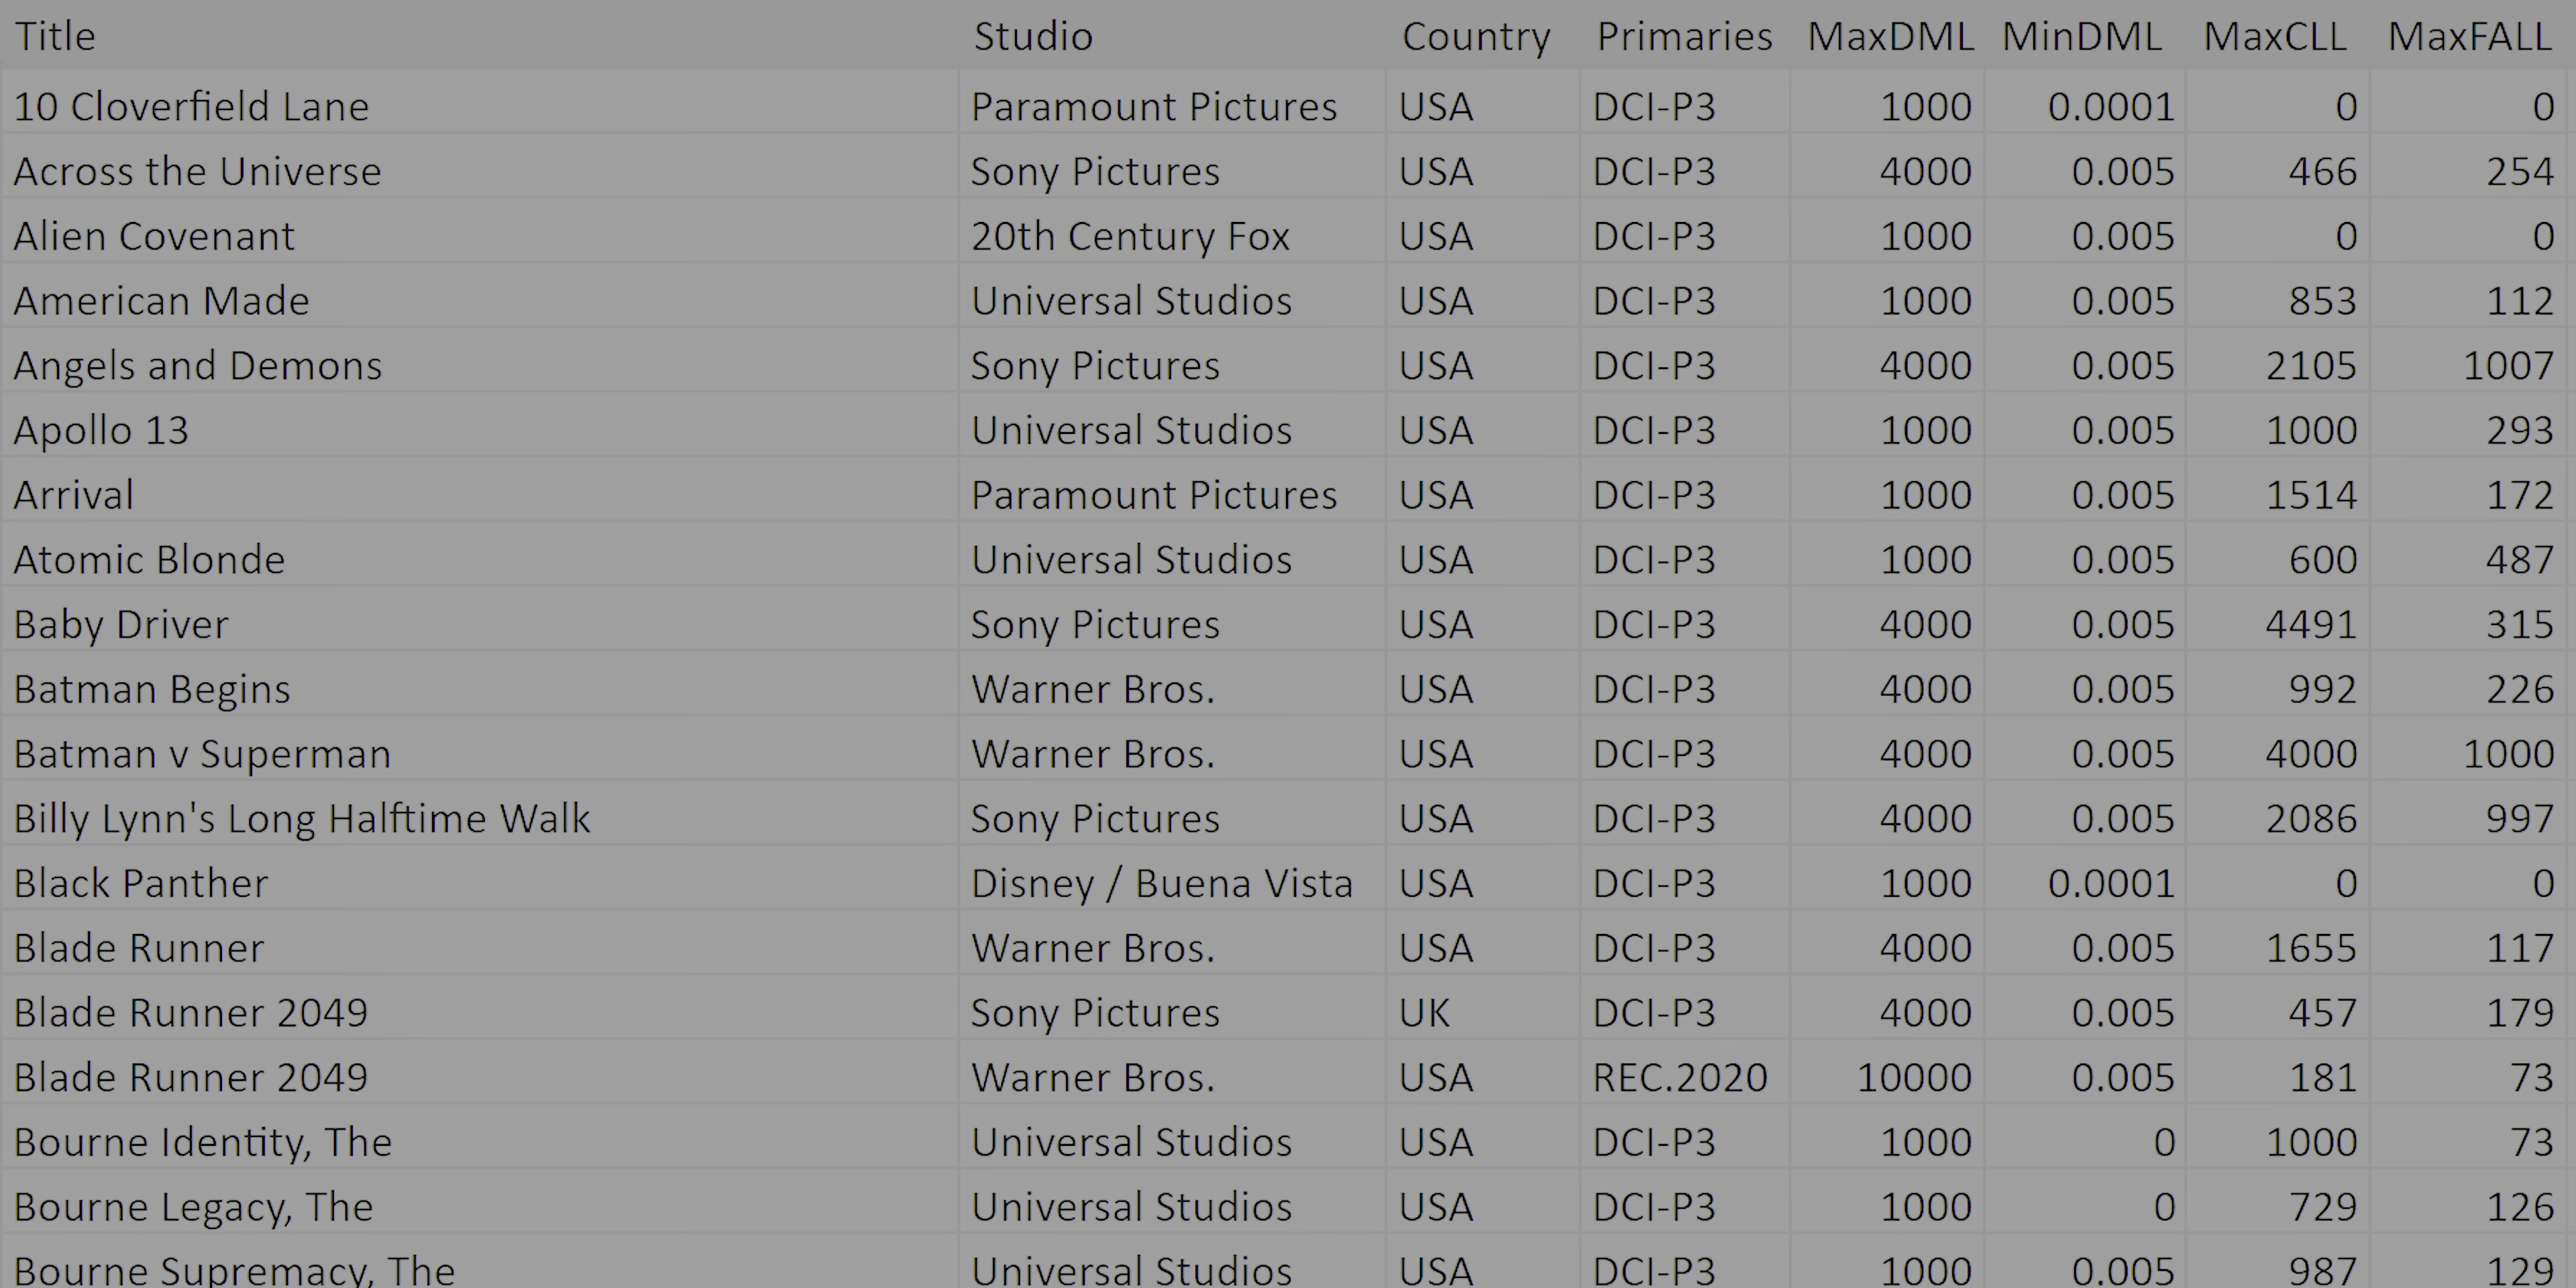 Title Studio Country Primaries MaxDML MinDML MaxCLL MaxFALL
10 Cloverfield Lane Paramount Pictures USA DCI-P3 1000 0.0001 0 0
Across the Universe Sony Pictures USA DCI-P3 4000 0.005 466 254
Alien Covenant 20th Century Fox USA DCI-P3 1000 0.005 0 0
American Made Universal Studios USA DCI-P3 1000 0.005 853 112
Angels and Demons Sony Pictures USA DCI-P3 4000 0.005 2105 1007
Apollo 13 Universal Studios USA DCI-P3 1000 0.005 1000 293
Arrival Paramount Pictures USA DCI-P3 1000 0.005 1514 172
Atomic Blonde Universal Studios USA DCI-P3 1000 0.005 600 487
Baby Driver Sony Pictures USA DCI-P3 4000 0.005 4491 315
Batman Begins Warner Bros. USA DCI-P3 4000 0.005 992 226
Batman v Superman Warner Bros. USA DCI-P3 4000 0.005 4000 1000
Billy Lynn's Long Halftime Walk Sony Pictures USA DCI-P3 4000 0.005 2086 997
Black Panther Disney / Buena Vista USA DCI-P3 1000 0.0001 0 0
Blade Runner Warner Bros. USA DCI-P3 4000 0.005 1655 117
Blade Runner 2049 Sony Pictures UK DCI-P3 4000 0.005 457 179
Blade Runner 2049 Warner Bros. USA REC.2020 10000 0.005 181 73
Bourne Identity, The Universal Studios USA DCI-P3 1000 0 1000 73
Bourne Legacy, The Universal Studios USA DCI-P3 1000 0 729 126
Bourne Supremacy, The Universal Studios USA DCI-P3 1000 0.005 987 129